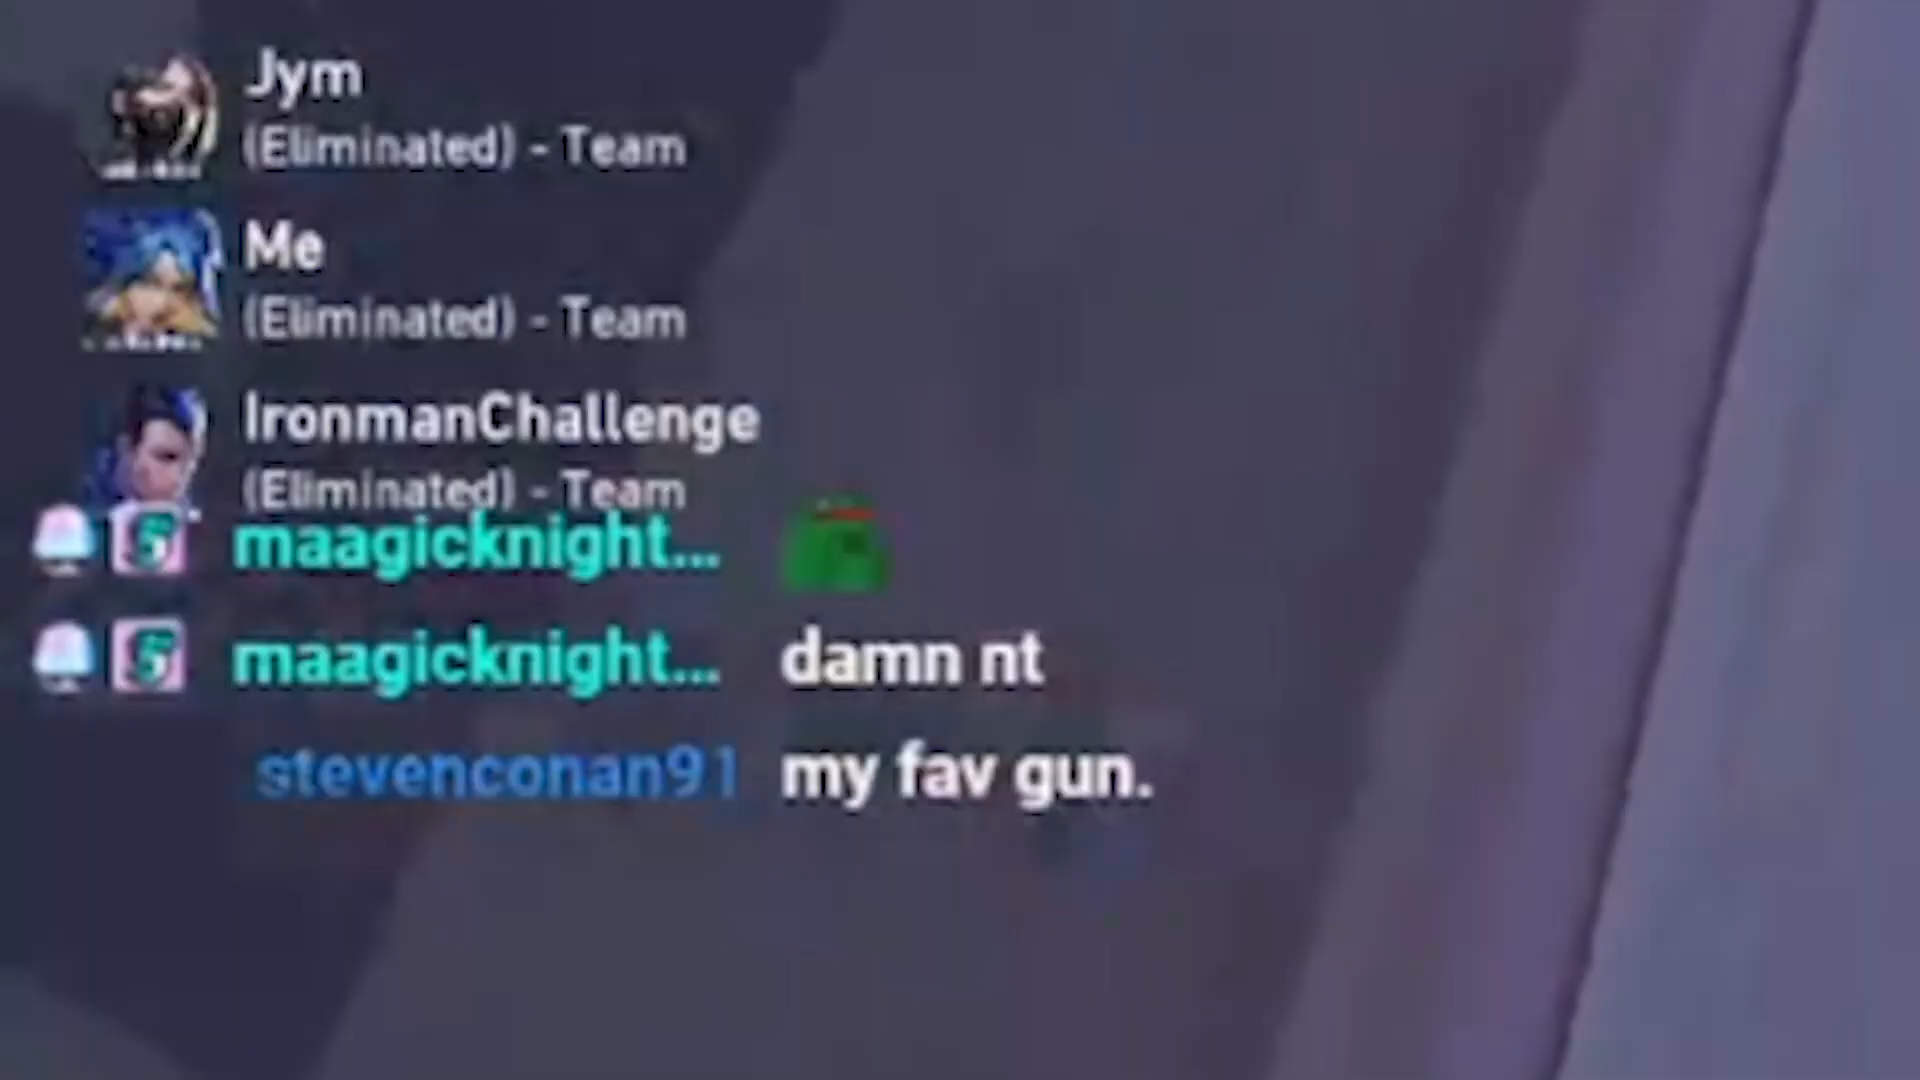 Jym
(Eliminated) - Team
Me
(Eliminated) - Team
IronmanChallenge
(Eliminated) - Team
maagicknight...
maagicknight... damn nt
stevenconan91 my fav gun.